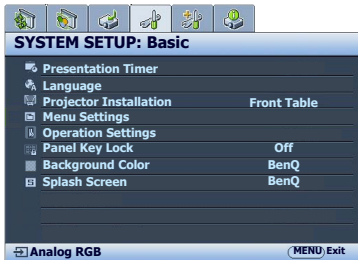 SYSTEM SETUP: Basic
Presentation Timer
Language
Projector Installation Front Table
Menu Settings
Operation Settings
Panel Key Lock Off
Background Color BenQ
Splash Screen BenQ
Analog RGB MENU Exit